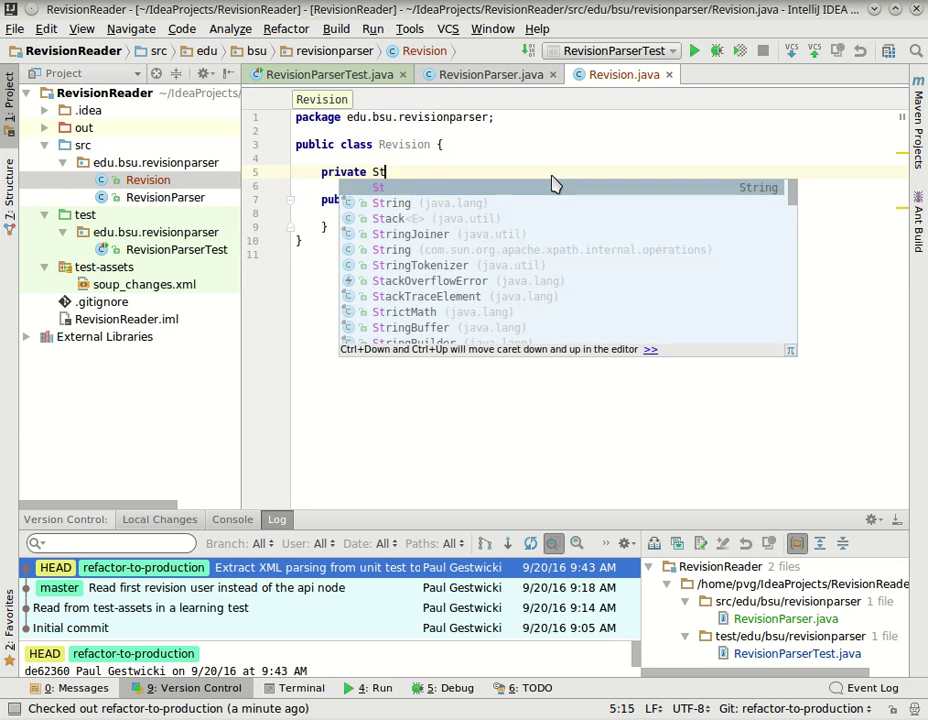 RevisionReader - [~/IdeaProjects/RevisionReader] - [RevisionReader] - ~/IdeaProjects/RevisionReader/src/edu/bsu/revisionparser/Revision.java - IntelliJ IDEA ...
File Edit View Navigate Code Analyze Refactor Build Run Tools VCS Window Help
RevisionReader src edu bsu revisionparser Revision RevisionParserTest VCS VCS
Project RevisionParserTest.java RevisionParser.java Revision.java
1: Project
7: Structure
2: Favorites
Maven Projects
Ant Build
RevisionReader ~/IdeaProjects/
.idea
out
src
edu.bsu.revisionparser
Revision
RevisionParser
test
edu.bsu.revisionparser
RevisionParserTest
test-assets
soup_changes.xml
.gitignore
RevisionReader.iml
External Libraries
Revision
1 package edu.bsu.revisionparser;
2
3 public class Revision {
4
5 private St
6
7 pub
8
9 }
10 }
11
St String
String (java.lang)
Stack<E> (java.util)
StringJoiner (java.util)
String (com.sun.org.apache.xpath.internal.operations)
StringTokenizer (java.util)
StackOverflowError (java.lang)
StackTraceElement (java.lang)
StrictMath (java.lang)
StringBuffer (java.lang)
StringBuilder (java.lang)
Ctrl+Down and Ctrl+Up will move caret down and up in the editor >> π
Version Control: Local Changes Console Log
Branch: All User: All Date: All Paths: All »
HEAD refactor-to-production Extract XML parsing from unit test to Paul Gestwicki 9/20/16 9:43 AM
master Read first revision user instead of the api node Paul Gestwicki 9/20/16 9:18 AM
Read from test-assets in a learning test Paul Gestwicki 9/20/16 9:14 AM
Initial commit Paul Gestwicki 9/20/16 9:05 AM
HEAD refactor-to-production
de62360 Paul Gestwicki on 9/20/16 at 9:43 AM
RevisionReader 2 files
/home/pvg/IdeaProjects/RevisionReade
src/edu/bsu/revisionparser 1 file
RevisionParser.java
test/edu/bsu/revisionparser 1 file
RevisionParserTest.java
0: Messages 9: Version Control Terminal 4: Run 5: Debug 6: TODO Event Log
Checked out refactor-to-production (a minute ago) 5:15 LF UTF-8 Git: refactor-to-production